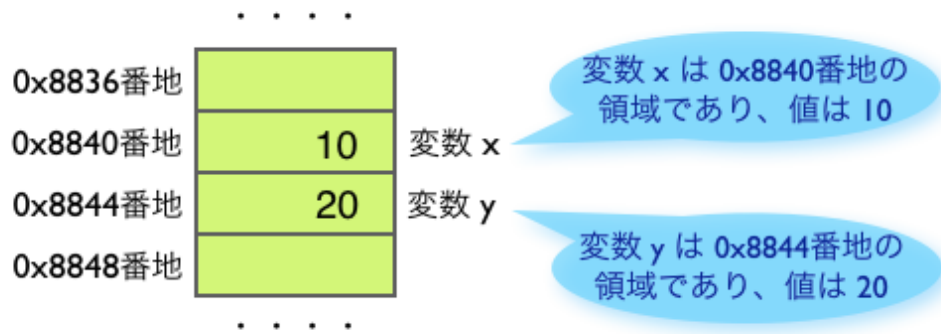 ・・・・
0x8836番地
0x8840番地 10 変数 x
0x8844番地 20 変数 y
0x8848番地
・・・・
変数 x は 0x8840番地の
領域であり、値は 10
変数 y は 0x8844番地の
領域であり、値は 20